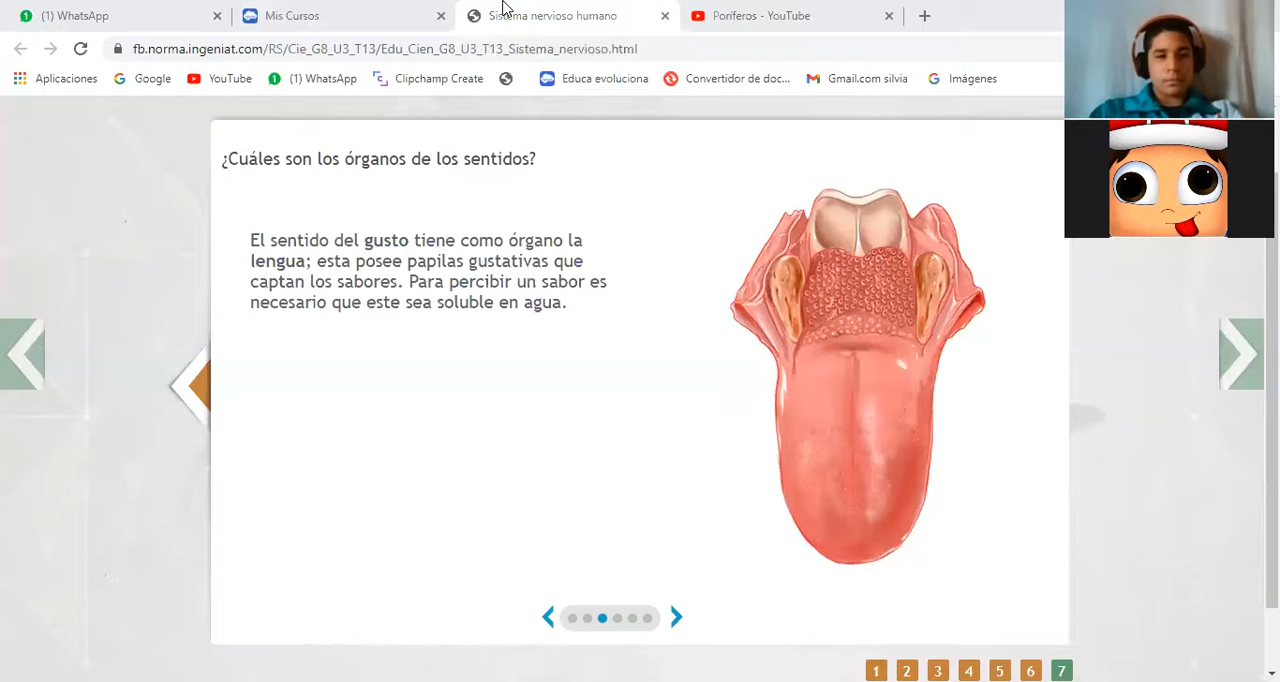 (1) WhatsApp
Mis Cursos
Sistema nervioso humano
Poríferos - YouTube
fb.norma.ingeniat.com/RS/Cie_G8_U3_T13/Edu_Cien_G8_U3_T13_Sistema_nervioso.html
Aplicaciones
Google
YouTube
(1) WhatsApp
Clipchamp Create
Educa evoluciona
Convertidor de doc...
Gmail.com silvia
Imágenes
¿Cuáles son los órganos de los sentidos?
El sentido del gusto tiene como órgano la
lengua; esta posee papilas gustativas que
captan los sabores. Para percibir un sabor es
necesario que este sea soluble en agua.
1 2 3 4 5 6 7